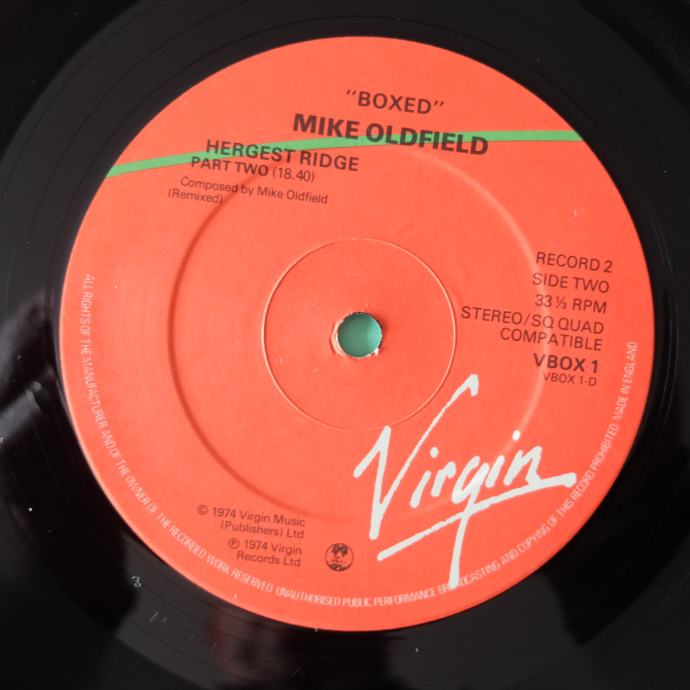 "BOXED"
MIKE OLDFIELD
HERGEST RIDGE
PART TWO (18.40)
Composed by Mike Oldfield
(Remixed)
RECORD 2
SIDE TWO
33 ⅓ RPM
STEREO/SQ QUAD
COMPATIBLE
VBOX 1
VBOX 1-D
Virgin
© 1974 Virgin Music
(Publishers) Ltd
℗ 1974 Virgin
Records Ltd
ALL RIGHTS OF THE MANUFACTURER AND OF THE OWNER OF THE RECORDED WORK RESERVED UNAUTHORISED PUBLIC PERFORMANCE BROADCASTING AND COPYING OF THIS RECORD PROHIBITED MADE IN ENGLAND